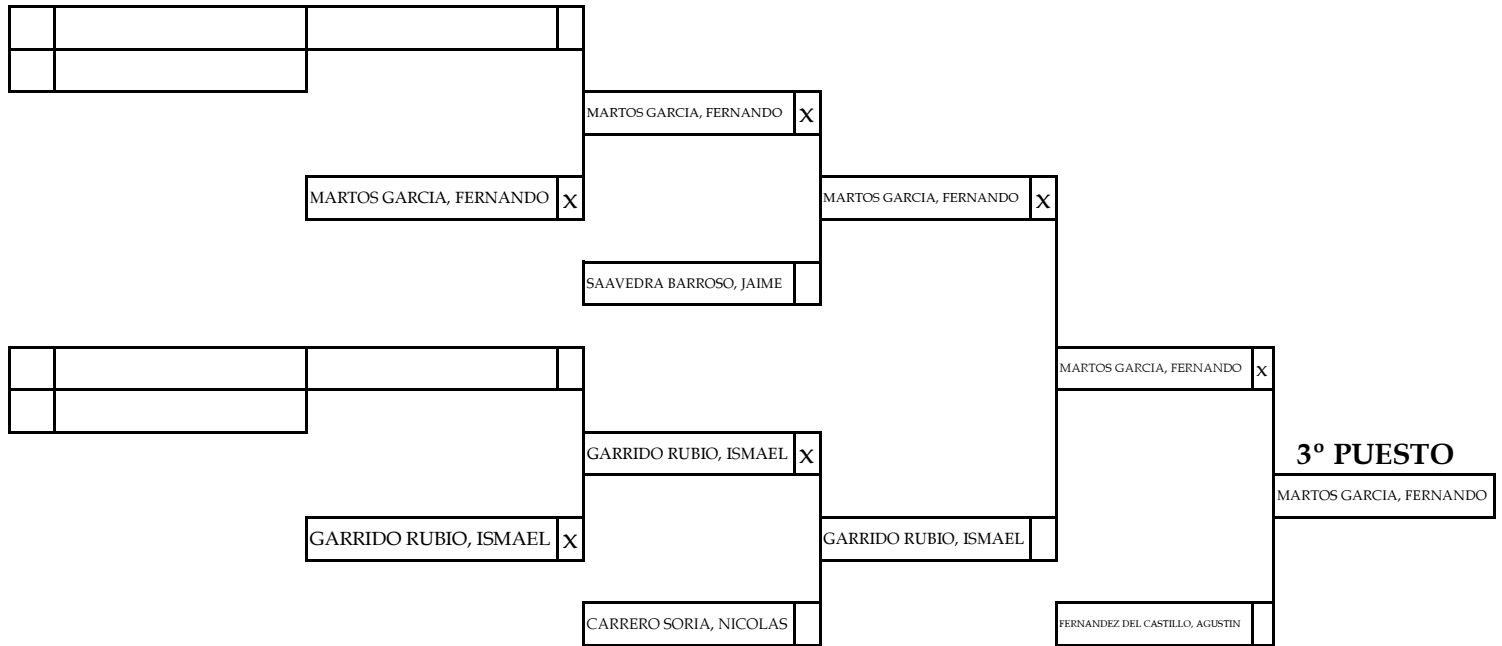 MARTOS GARCIA, FERNANDO X
MARTOS GARCIA, FERNANDO X
MARTOS GARCIA, FERNANDO X
SAAVEDRA BARROSO, JAIME
MARTOS GARCIA, FERNANDO x
GARRIDO RUBIO, ISMAEL X
3º PUESTO
MARTOS GARCIA, FERNANDO
GARRIDO RUBIO, ISMAEL X
GARRIDO RUBIO, ISMAEL
CARRERO SORIA, NICOLAS
FERNANDEZ DEL CASTILLO, AGUSTIN